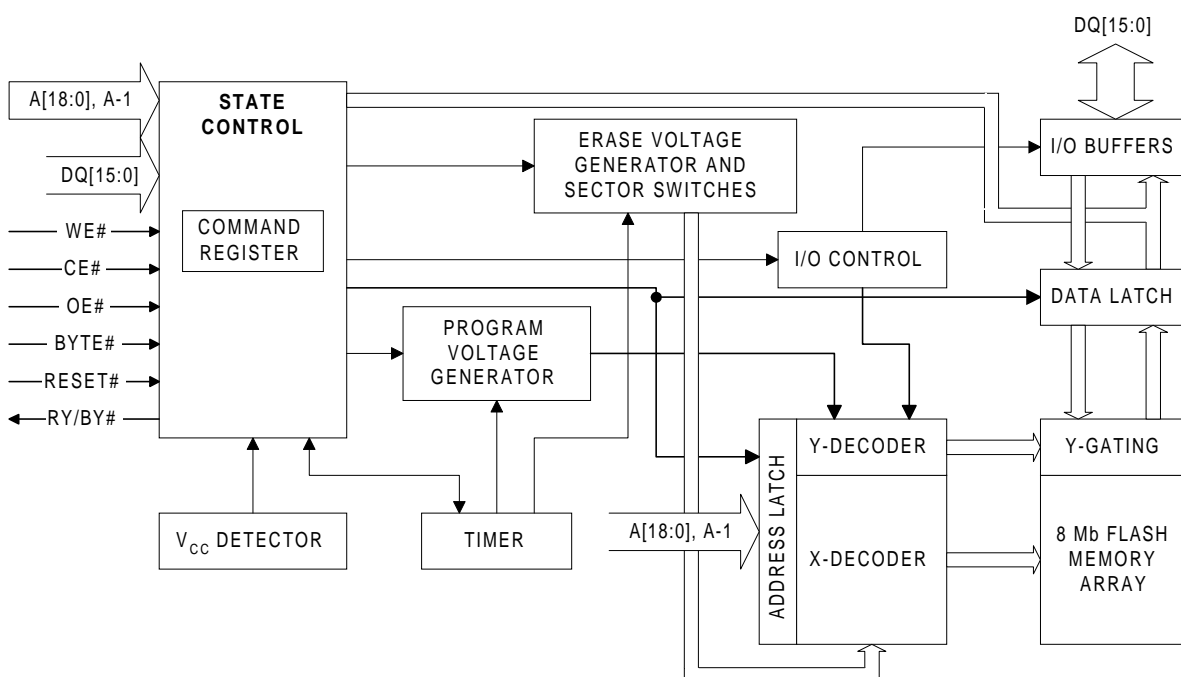 DQ[15:0]
A[18:0], A-1
STATE
CONTROL
ERASE VOLTAGE
GENERATOR AND
SECTOR SWITCHES
I/O BUFFERS
DQ[15:0]
WE#
COMMAND
REGISTER
CE#
I/O CONTROL
OE#
DATA LATCH
BYTE#
PROGRAM
VOLTAGE
GENERATOR
RESET#
RY/BY#
ADDRESS LATCH
Y-DECODER
Y-GATING
VCC DETECTOR
TIMER
A[18:0], A-1
X-DECODER
8 Mb FLASH
MEMORY
ARRAY